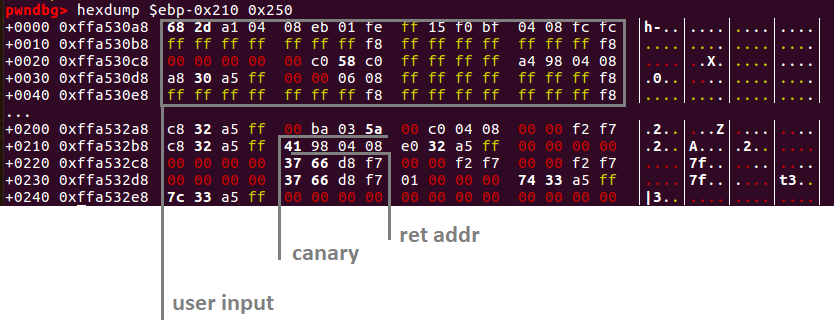 pwndbg> hexdump $ebp-0x210 0x250
+0000 0xffa530a8 68 2d a1 04 08 eb 01 fe ff 15 f0 bf 04 08 fc fc h-..
+0010 0xffa530b8 ff ff ff ff ff ff ff f8 ff ff ff ff ff ff ff f8 .... .... .... ....
+0020 0xffa530c8 00 00 00 00 00 c0 58 c0 ff ff ff ff a4 98 04 08 .... ..X. .... ....
+0030 0xffa530d8 a8 30 a5 ff 00 00 06 08 ff ff ff ff ff ff ff f8 .0.. .... .... ....
+0040 0xffa530e8 ff ff ff ff ff ff ff f8 ff ff ff ff ff ff ff f8 .... .... .... ....
...
+0200 0xffa532a8 c8 32 a5 ff 00 ba 03 5a 00 c0 04 08 00 00 f2 f7 .2.. ...Z .... ....
+0210 0xffa532b8 c8 32 a5 ff 41 98 04 08 e0 32 a5 ff 00 00 00 00 .2.. A... .2.. ....
+0220 0xffa532c8 00 00 00 00 37 66 d8 f7 00 00 f2 f7 00 00 f2 f7 .... 7f.. .... ....
+0230 0xffa532d8 00 00 00 00 37 66 d8 f7 01 00 00 00 74 33 a5 ff .... 7f.. .... t3..
+0240 0xffa532e8 7c 33 a5 ff 00 00 00 00 00 00 00 00 00 00 00 00 |3.. .... .... ....
ret addr
canary
user input